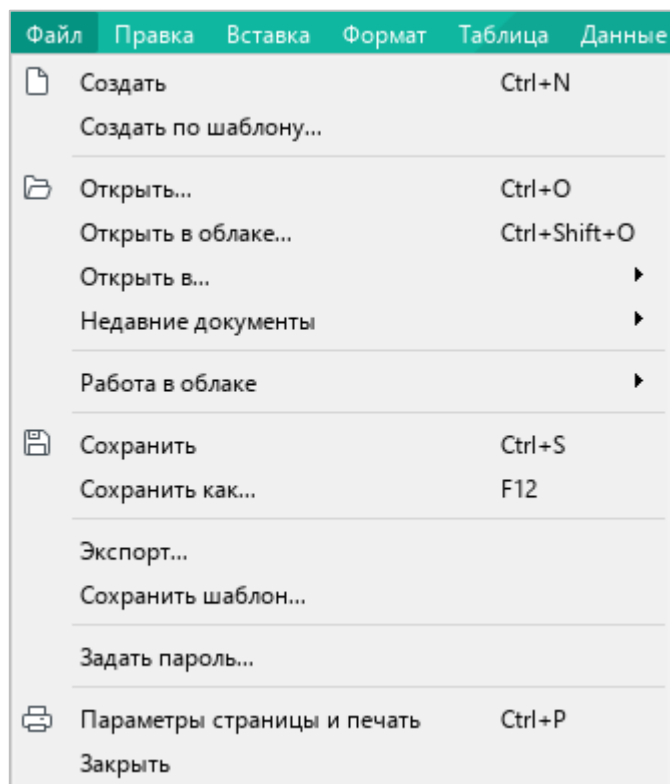 Файл Правка Вставка Формат Таблица Данные
Создать Ctrl+N
Создать по шаблону...
Открыть... Ctrl+O
Открыть в облаке... Ctrl+Shift+O
Открыть в...
Недавние документы
Работа в облаке
Сохранить Ctrl+S
Сохранить как... F12
Экспорт...
Сохранить шаблон...
Задать пароль...
Параметры страницы и печать Ctrl+P
Закрыть